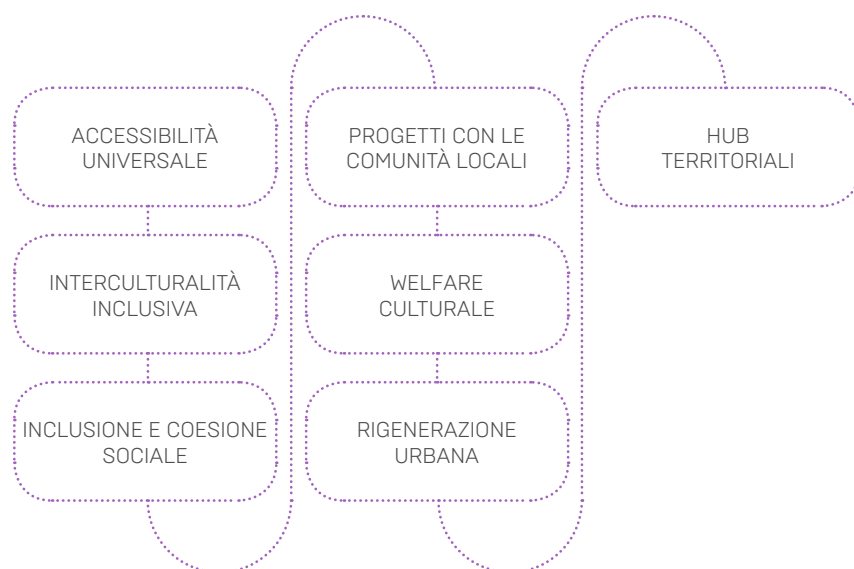 ACCESSIBILITÀ
UNIVERSALE
INTERCULTURALITÀ
INCLUSIVA
INCLUSIONE E COESIONE
SOCIALE
PROGETTI CON LE
COMUNITÀ LOCALI
WELFARE
CULTURALE
RIGENERAZIONE
URBANA
HUB
TERRITORIALI